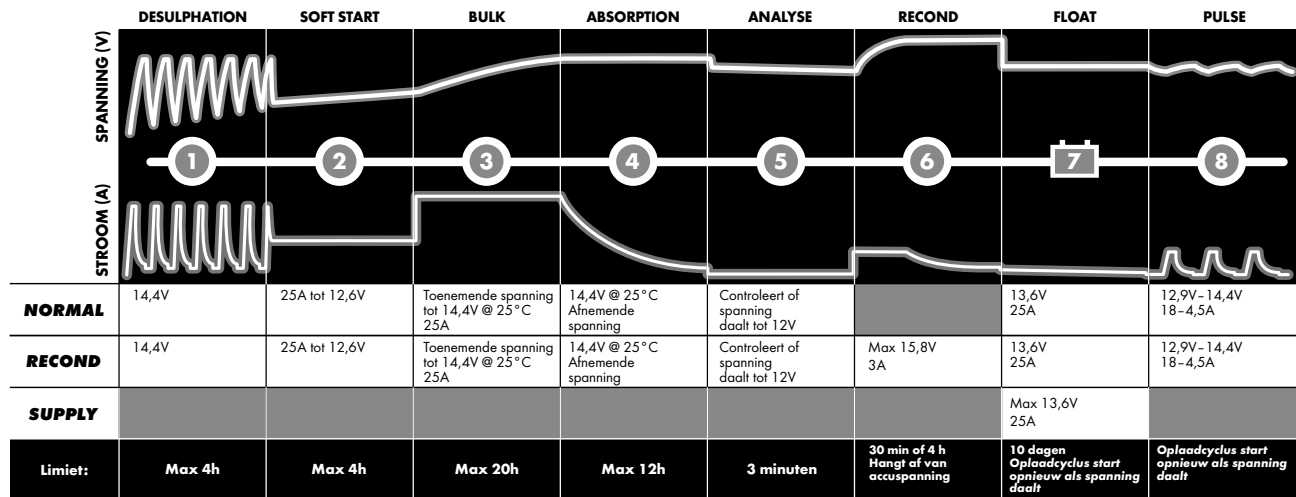 DESULPHATION SOFT START BULK ABSORPTION ANALYSE RECOND FLOAT PULSE
SPANNING (V)
1 2 3 4 5 6 7 8
STROOM (A)
NORMAL
14,4V
25A tot 12,6V
Toenemende spanning
tot 14,4V @ 25°C
25A
14,4V @ 25°C
Afnemende
spanning
Controleert of
spanning
daalt tot 12V
13,6V
25A
12,9V–14,4V
18–4,5A
RECOND
14,4V
25A tot 12,6V
Toenemende spanning
tot 14,4V @ 25°C
25A
14,4V @ 25°C
Afnemende
spanning
Controleert of
spanning
daalt tot 12V
Max 15,8V
3A
13,6V
25A
12,9V–14,4V
18–4,5A
SUPPLY
Max 13,6V
25A
Limiet:
Max 4h
Max 4h
Max 20h
Max 12h
3 minuten
30 min of 4 h
Hangt af van
accuspanning
10 dagen
Oplaadcyclus start
opnieuw als spanning
daalt
Oplaadcyclus start
opnieuw als spanning
daalt